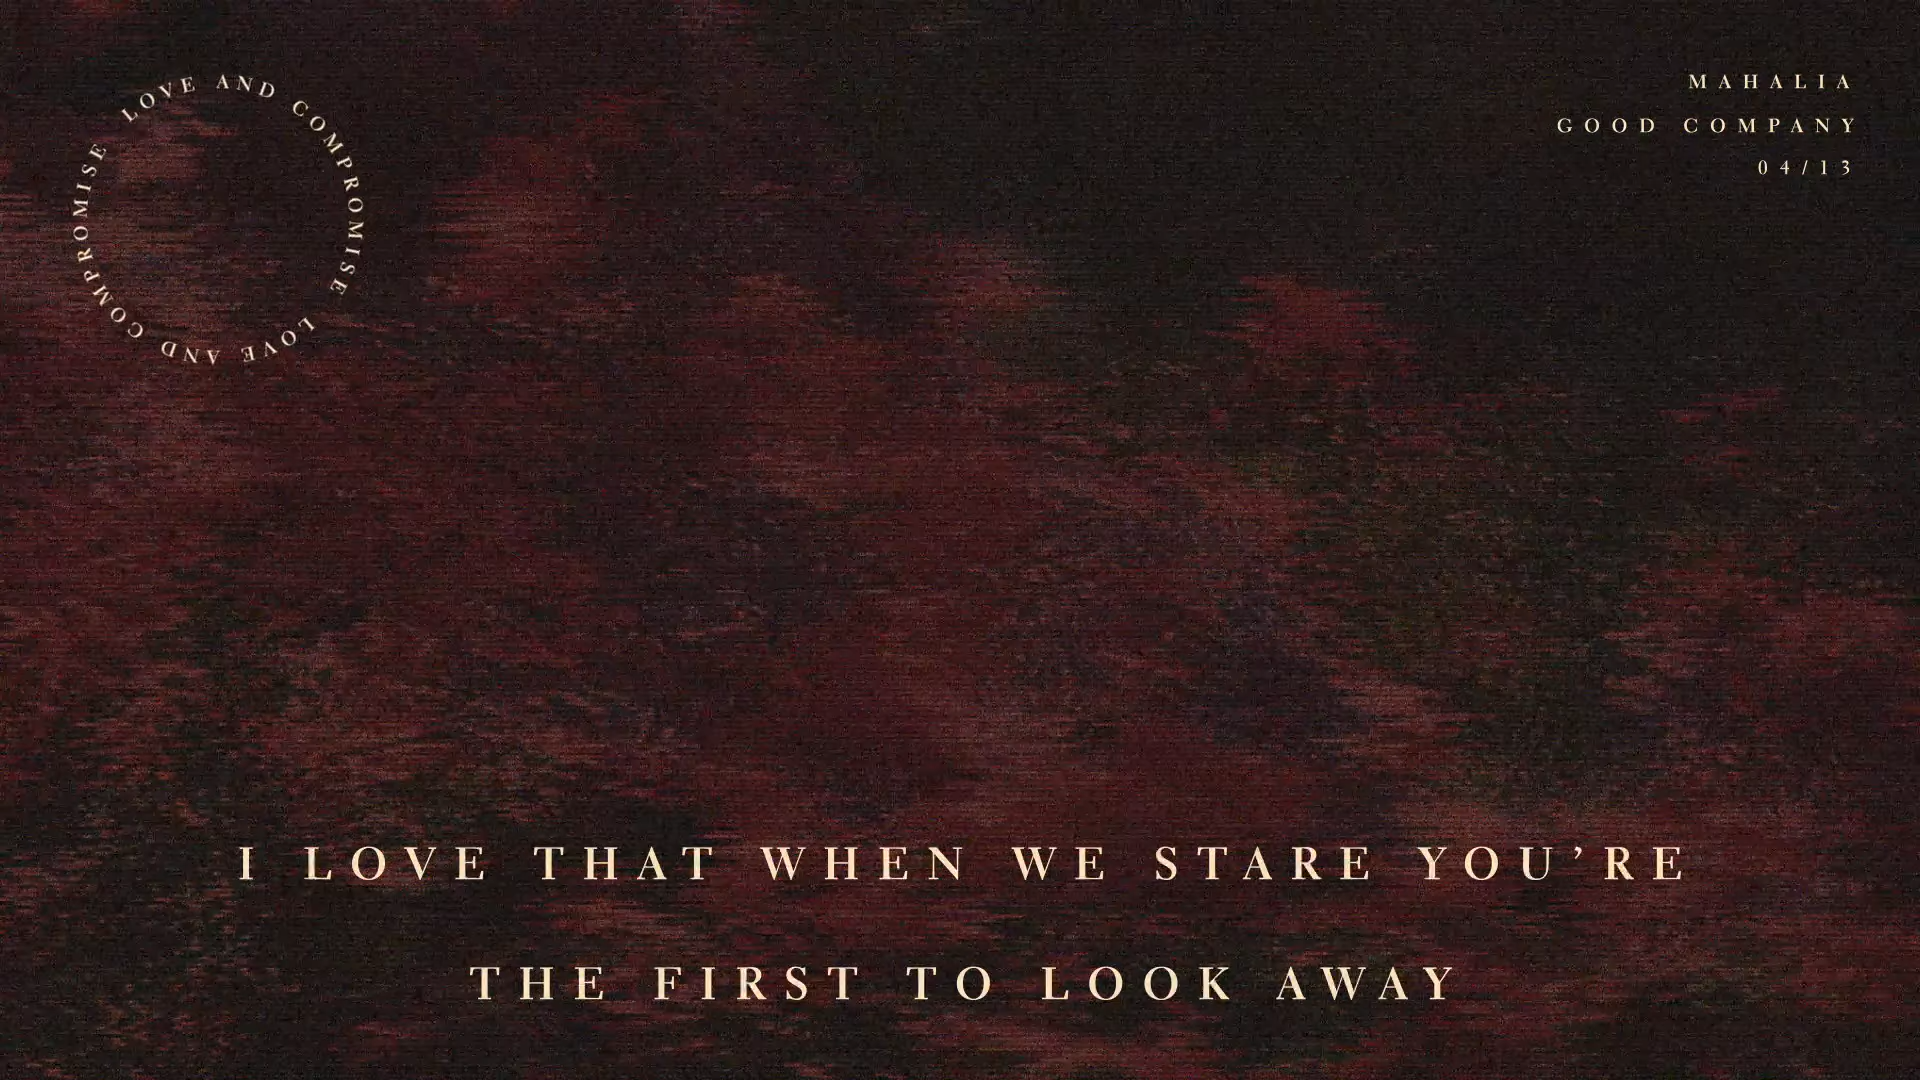 LOVE AND COMPROMISE LOVE AND COMPROMISE
MAHALIA
GOOD COMPANY
04/13
I LOVE THAT WHEN WE STARE YOU’RE
THE FIRST TO LOOK AWAY